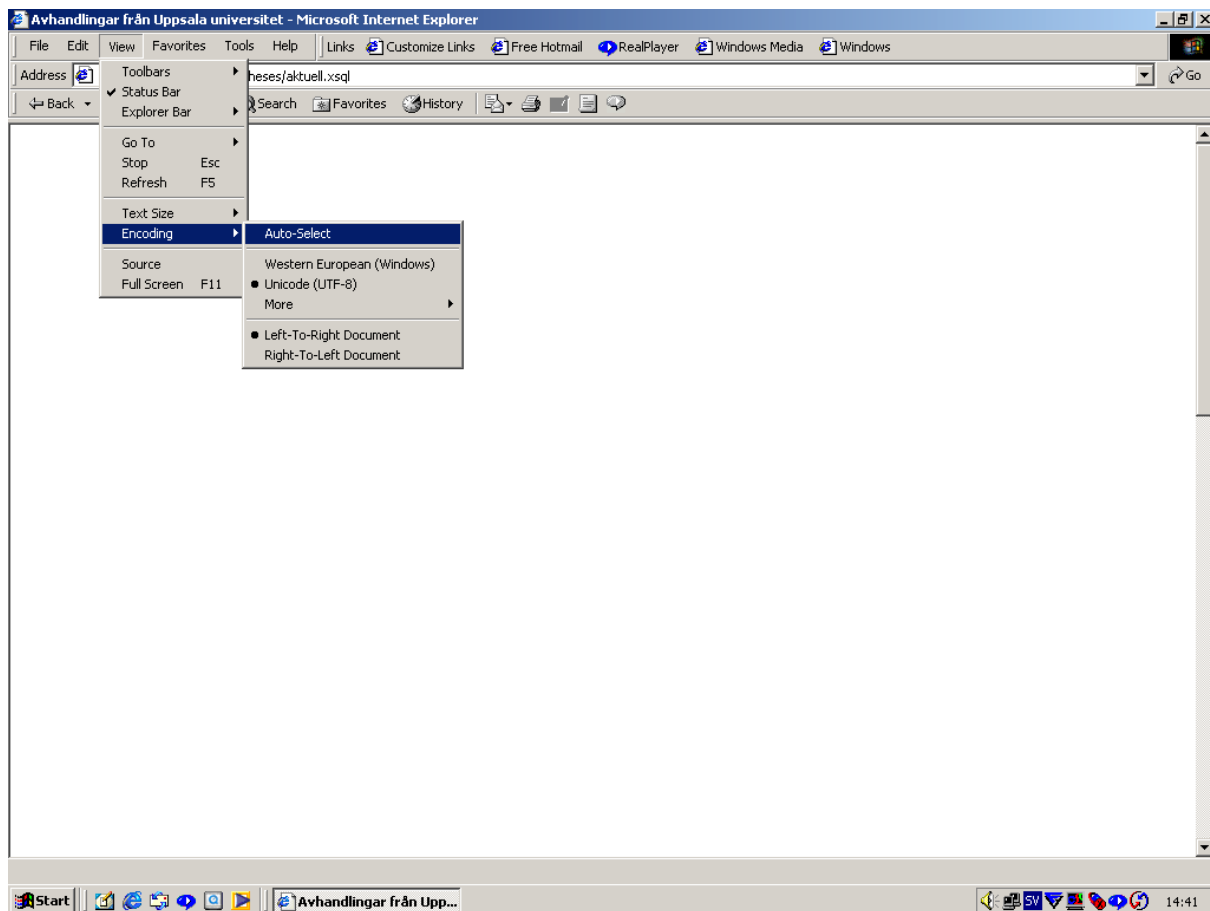 Avhandlingar från Uppsala universitet - Microsoft Internet Explorer
File Edit View Favorites Tools Help Links Customize Links Free Hotmail RealPlayer Windows Media Windows
Address heses/aktuell.xsql Go
Back Search Favorites History
Toolbars
Status Bar
Explorer Bar
Go To
Stop Esc
Refresh F5
Text Size
Encoding
Source
Full Screen F11
Auto-Select
Western European (Windows)
Unicode (UTF-8)
More
Left-To-Right Document
Right-To-Left Document
Start Avhandlingar från Upp... SV 14:41